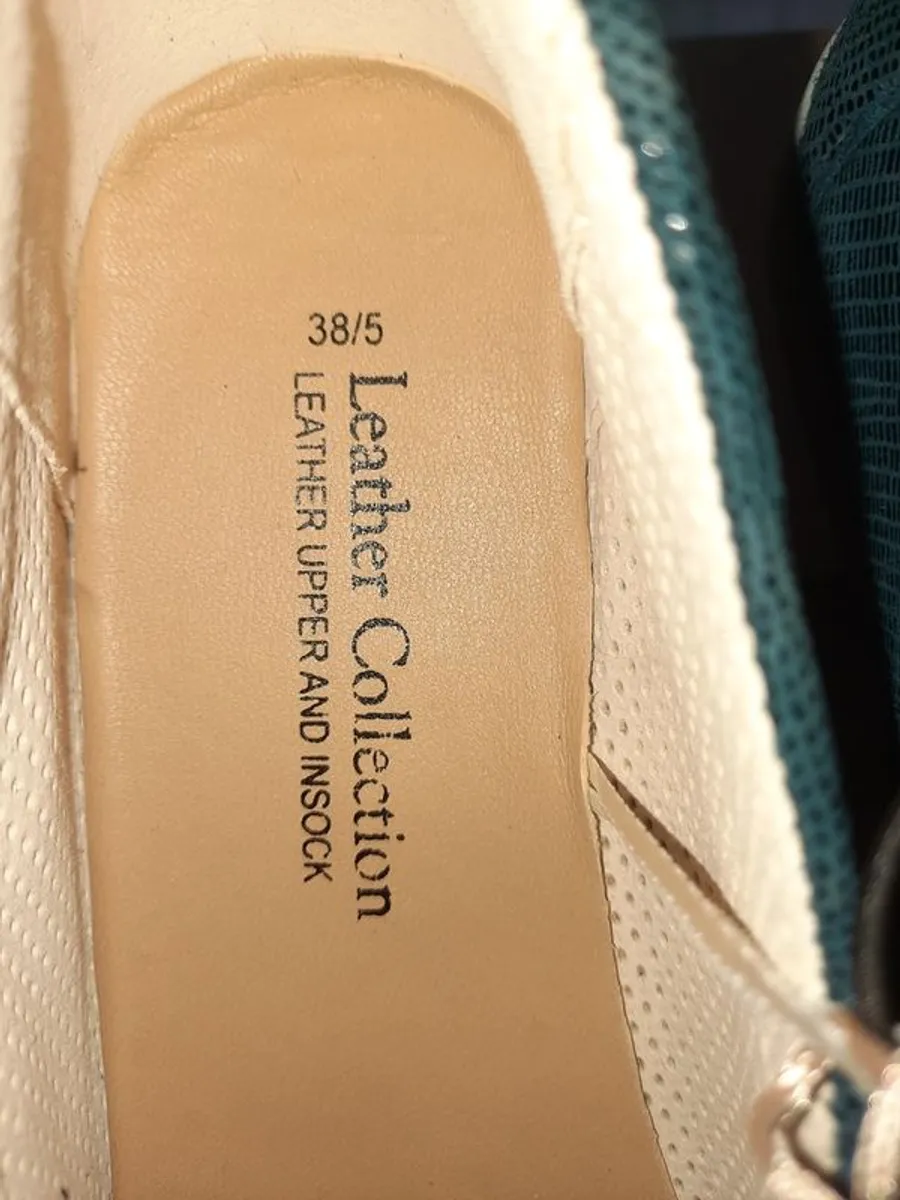 38/5
Leather Collection
LEATHER UPPER AND INSOCK